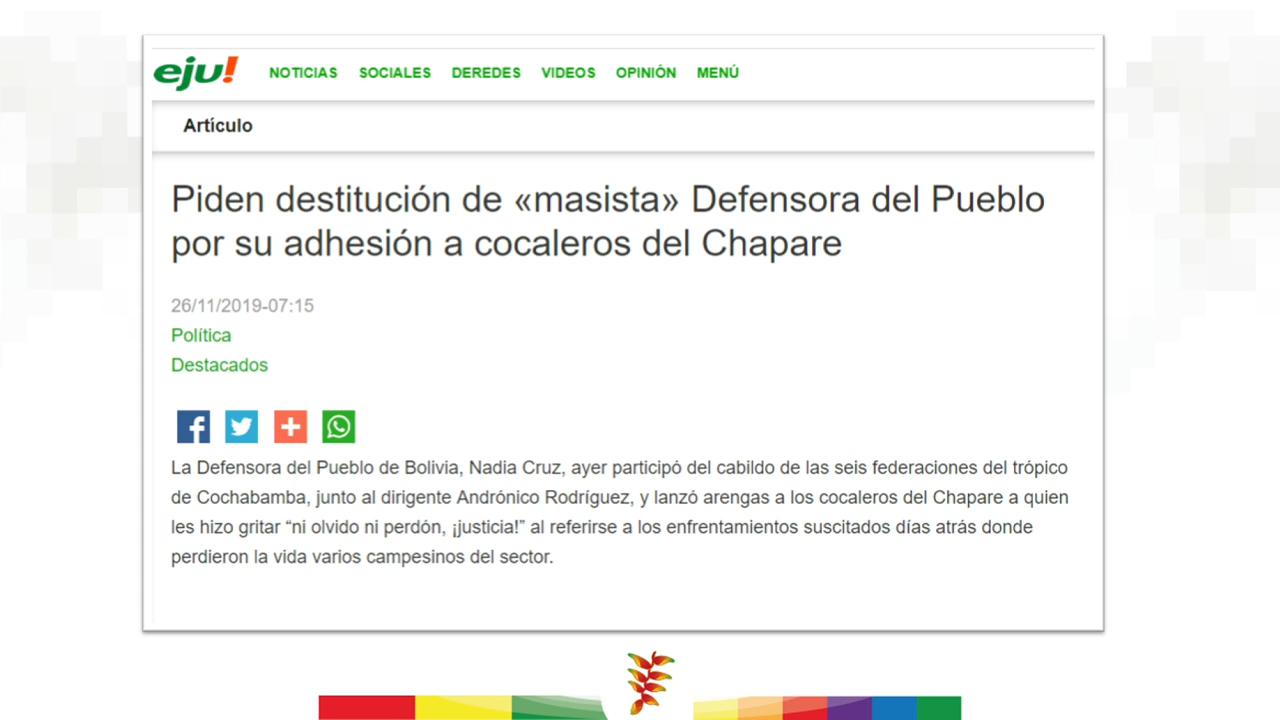 eju!
NOTICIAS SOCIALES DEREDES VIDEOS OPINIÓN MENÚ
Artículo
Piden destitución de «masista» Defensora del Pueblo
por su adhesión a cocaleros del Chapare
26/11/2019-07:15
Política
Destacados
La Defensora del Pueblo de Bolivia, Nadia Cruz, ayer participó del cabildo de las seis federaciones del trópico
de Cochabamba, junto al dirigente Andrónico Rodríguez, y lanzó arengas a los cocaleros del Chapare a quien
les hizo gritar “ni olvido ni perdón, ¡justicia!” al referirse a los enfrentamientos suscitados días atrás donde
perdieron la vida varios campesinos del sector.